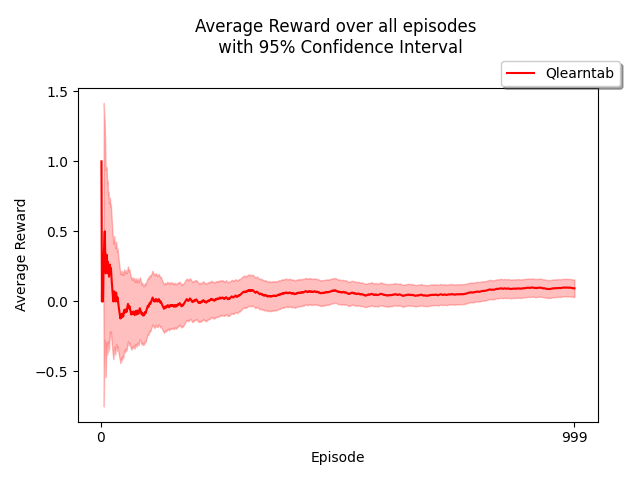 Average Reward over all episodes
with 95% Confidence Interval
Qlearntab
1.5
1.0
0.5
0.0
−0.5
Average Reward
0
999
Episode